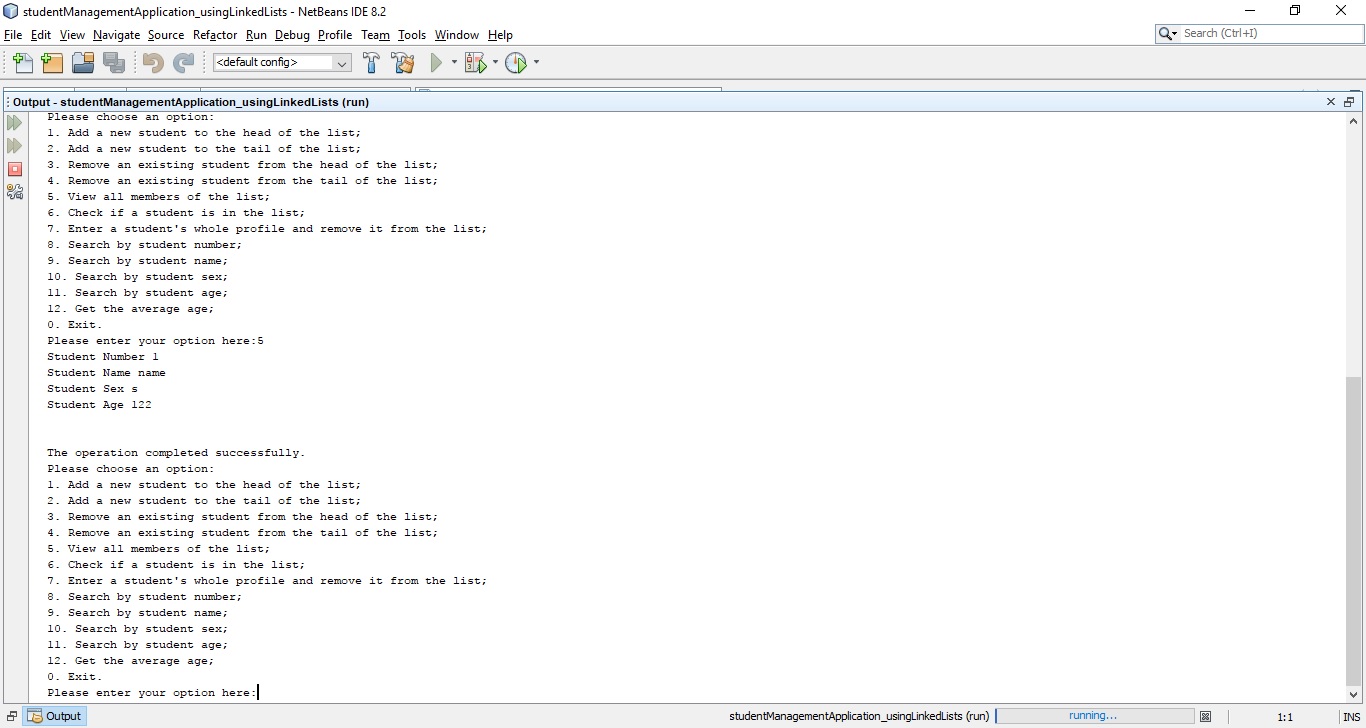 studentManagementApplication_usingLinkedLists - NetBeans IDE 8.2
File Edit View Navigate Source Refactor Run Debug Profile Team Tools Window Help
Search (Ctrl+I)
<default config>
Output - studentManagementApplication_usingLinkedLists (run)
Please choose an option:
1. Add a new student to the head of the list;
2. Add a new student to the tail of the list;
3. Remove an existing student from the head of the list;
4. Remove an existing student from the tail of the list;
5. View all members of the list;
6. Check if a student is in the list;
7. Enter a student's whole profile and remove it from the list;
8. Search by student number;
9. Search by student name;
10. Search by student sex;
11. Search by student age;
12. Get the average age;
0. Exit.
Please enter your option here:5
Student Number 1
Student Name name
Student Sex s
Student Age 122
The operation completed successfully.
Please choose an option:
1. Add a new student to the head of the list;
2. Add a new student to the tail of the list;
3. Remove an existing student from the head of the list;
4. Remove an existing student from the tail of the list;
5. View all members of the list;
6. Check if a student is in the list;
7. Enter a student's whole profile and remove it from the list;
8. Search by student number;
9. Search by student name;
10. Search by student sex;
11. Search by student age;
12. Get the average age;
0. Exit.
Please enter your option here:
Output
studentManagementApplication_usingLinkedLists (run) running... 1:1 INS